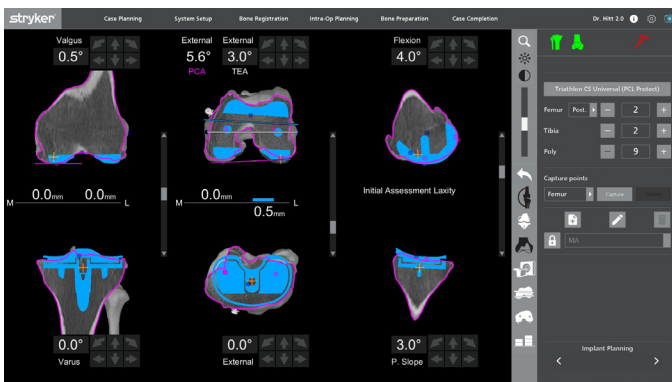 stryker
Case Planning
System Setup
Bone Registration
Intra-Op Planning
Bone Preparation
Case Completion
Dr. Hitt 2.0
Valgus
0.5°
External
5.6°
PCA
External
3.0°
TEA
Flexion
4.0°
M
0.0mm
0.0mm
L
M
0.0mm
L
0.5mm
Initial Assessment Laxity
0.0°
Varus
0.0°
External
3.0°
P. Slope
Triathlon CS Universal (PCL Protect)
Femur Post. − 2 +
Tibia − 2 +
Poly − 9 +
Capture points
Femur Capture
MA
Implant Planning
< >